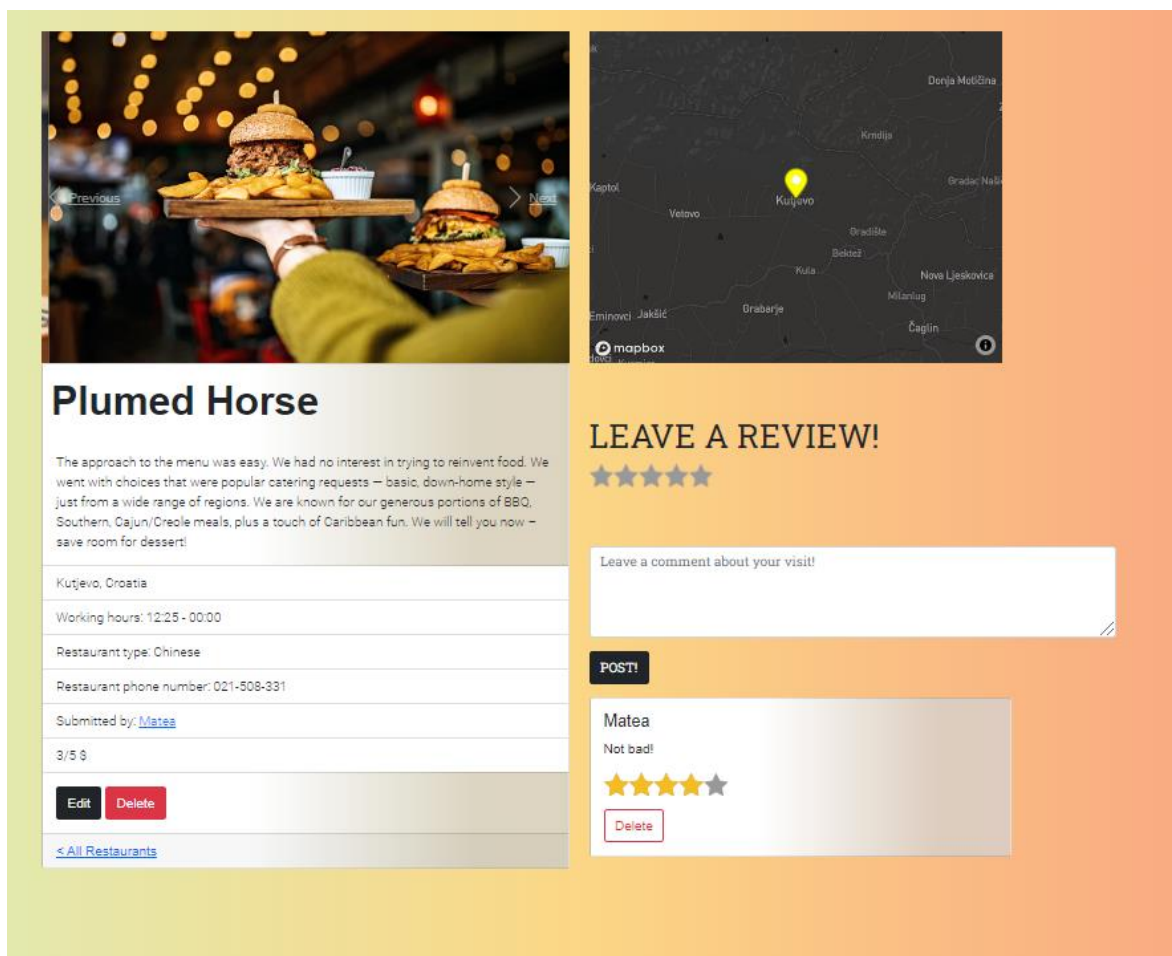 Previous
Next
Plumed Horse
The approach to the menu was easy. We had no interest in trying to reinvent food. We
went with choices that were popular catering requests — basic, down-home style —
just from a wide range of regions. We are known for our generous portions of BBQ,
Southern, Cajun/Creole meals, plus a touch of Caribbean fun. We will tell you now –
save room for dessert!
Kutjevo, Croatia
Working hours: 12:25 - 00:00
Restaurant type: Chinese
Restaurant phone number: 021-508-331
Submitted by: Matea
3/5 $
Edit Delete
< All Restaurants
Donja Motičina
Krndija
Kaptol
Gradac Naši
Vetovo
Kutjevo
Gradište
Bektež
Kula
Nova Ljeskovica
Milanlug
Eminovci Jakšić
Grabarje
Čaglin
mapbox
LEAVE A REVIEW!
Leave a comment about your visit!
POST!
Matea
Not bad!
Delete